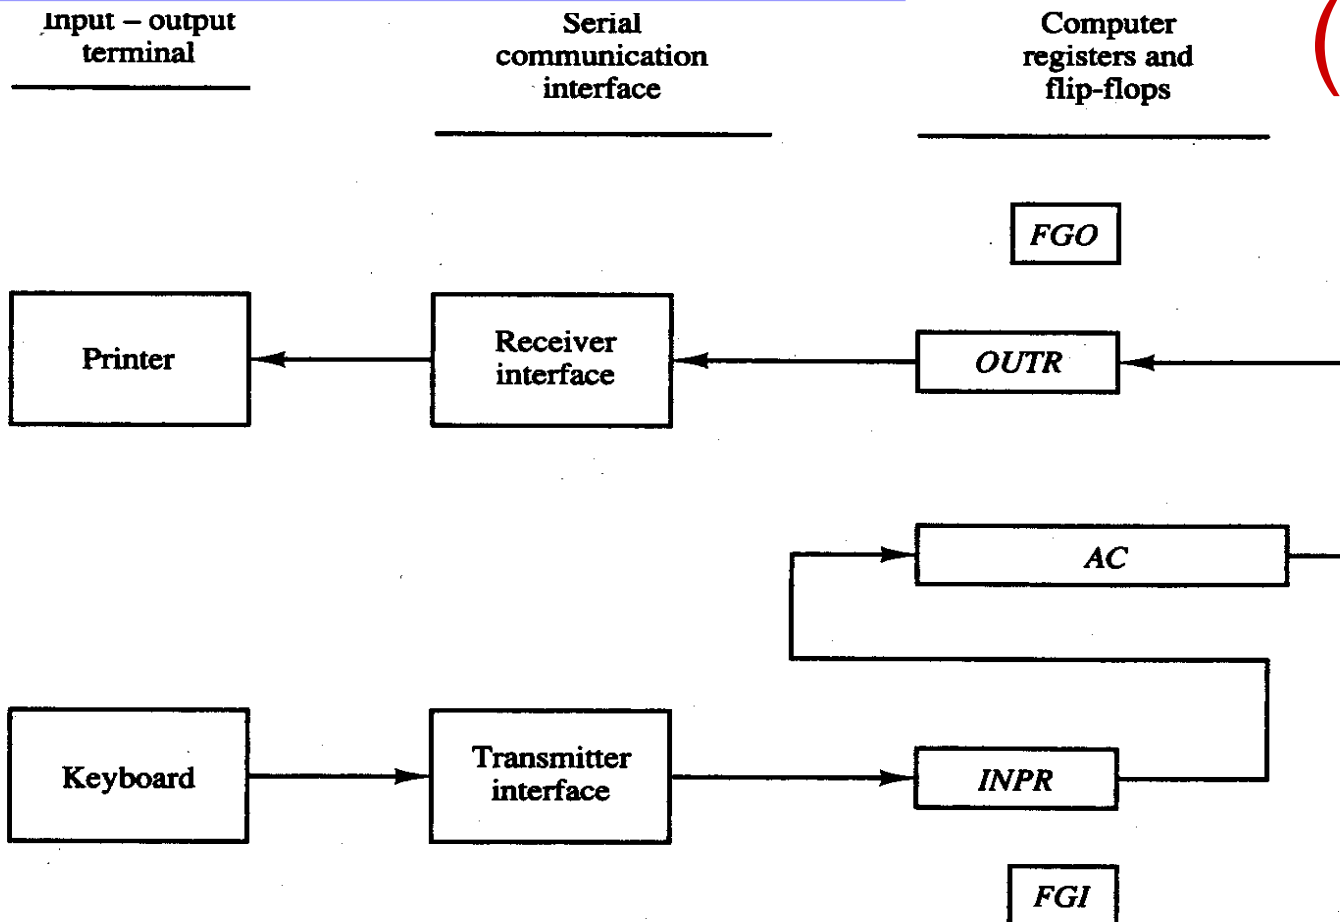 Input – output
terminal
Serial
communication
interface
Computer
registers and
flip-flops
(
FGO
Printer
Receiver
interface
OUTR
AC
Keyboard
Transmitter
interface
INPR
FGI